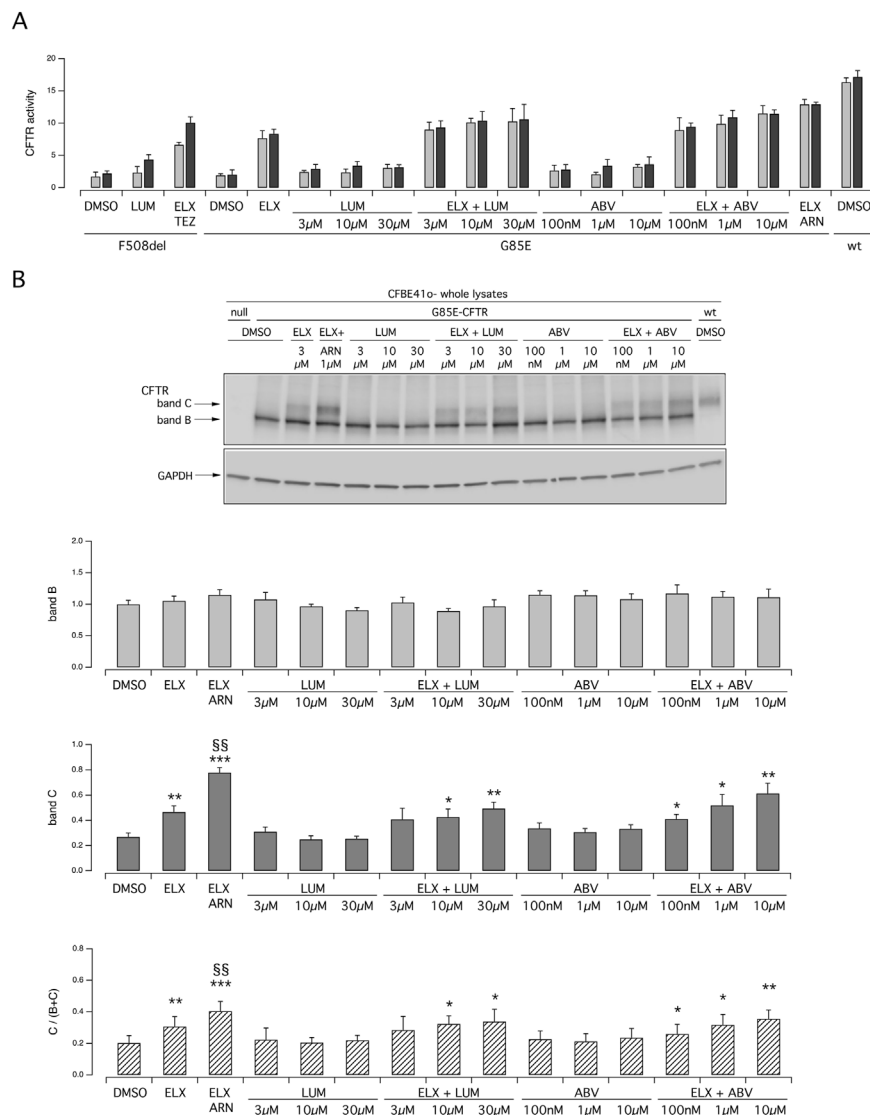 A
20
15
10
5
0
CFTR activity
DMSO LUM ELX DMSO ELX LUM ELX + LUM ABV ELX + ABV ELX DMSO
TEZ 3µM 10µM 30µM 3µM 10µM 30µM 100nM 1µM 10µM 100nM 1µM 10µM ARN
F508del G85E wt
B
CFBE41o- whole lysates
null G85E-CFTR wt
DMSO ELX ELX+ LUM ELX + LUM ABV ELX + ABV DMSO
3 ARN 3 10 30 3 10 30 100 1 10 100 1 10
µM 1µM µM µM µM µM µM µM nM µM µM nM µM µM
CFTR
band C
band B
GAPDH
2.0
1.5
1.0
0.5
0.0
band B
DMSO ELX ELX LUM ELX + LUM ABV ELX + ABV
ARN 3µM 10µM 30µM 3µM 10µM 30µM 100nM 1µM 10µM 100nM 1µM 10µM
1.0
0.8
0.6
0.4
0.2
0.0
band C
§§
** *** * ** * * **
DMSO ELX ELX LUM ELX + LUM ABV ELX + ABV
ARN 3µM 10µM 30µM 3µM 10µM 30µM 100nM 1µM 10µM 100nM 1µM 10µM
0.8
0.6
0.4
0.2
0.0
C / (B+C)
§§
** *** * * * * **
DMSO ELX ELX LUM ELX + LUM ABV ELX + ABV
ARN 3µM 10µM 30µM 3µM 10µM 30µM 100nM 1µM 10µM 100nM 1µM 10µM